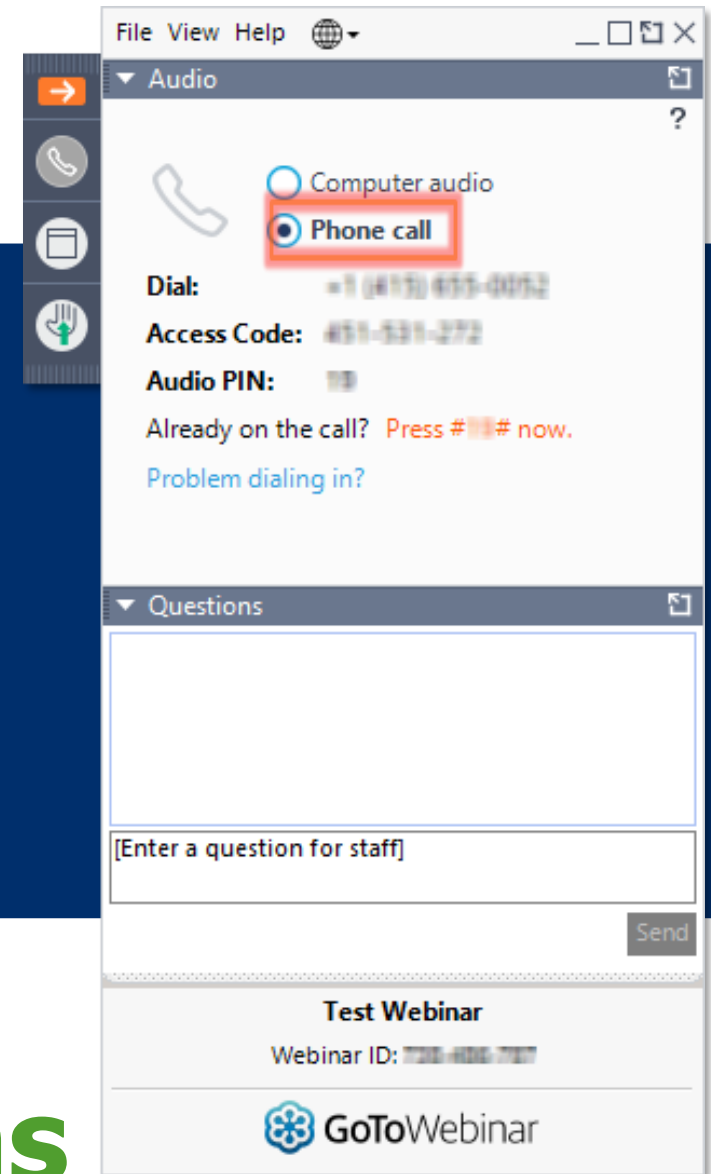 File View Help
Audio
?
Computer audio
Phone call
Dial:
Access Code:
Audio PIN:
Already on the call? Press # # now.
Problem dialing in?
Questions
[Enter a question for staff]
Send
Test Webinar
Webinar ID:
GoToWebinar